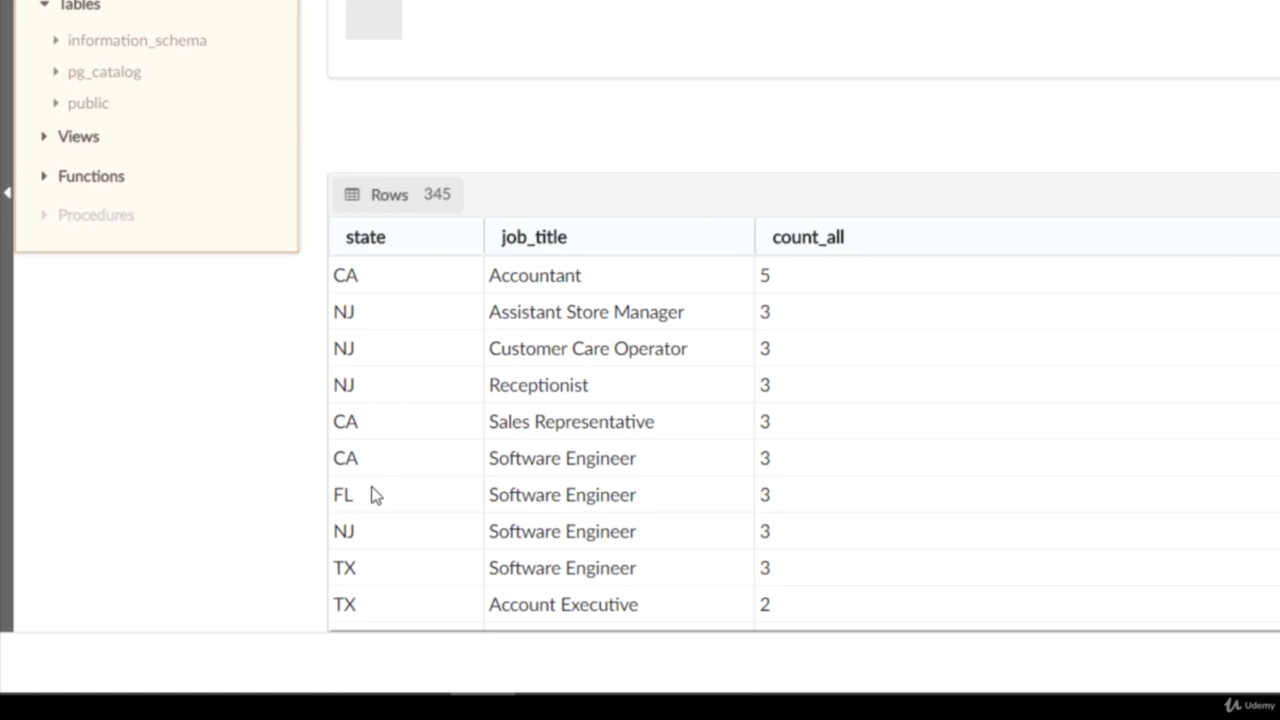 Tables
information_schema
pg_catalog
public
Views
Functions
Procedures
Rows 345
state job_title count_all
CA Accountant 5
NJ Assistant Store Manager 3
NJ Customer Care Operator 3
NJ Receptionist 3
CA Sales Representative 3
CA Software Engineer 3
FL Software Engineer 3
NJ Software Engineer 3
TX Software Engineer 3
TX Account Executive 2
Udemy